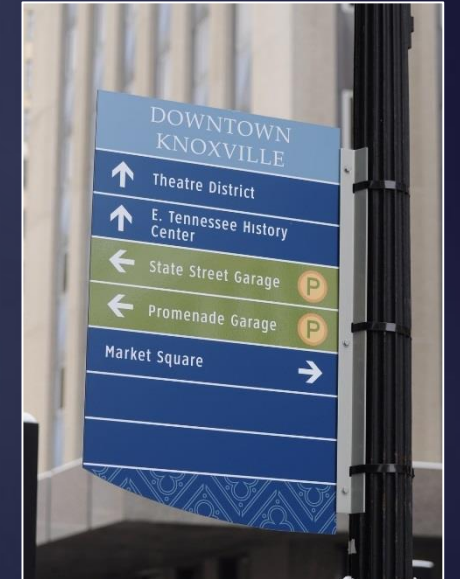 DOWNTOWN
KNOXVILLE
Theatre District
E. Tennessee History
Center
State Street Garage P
Promenade Garage P
Market Square